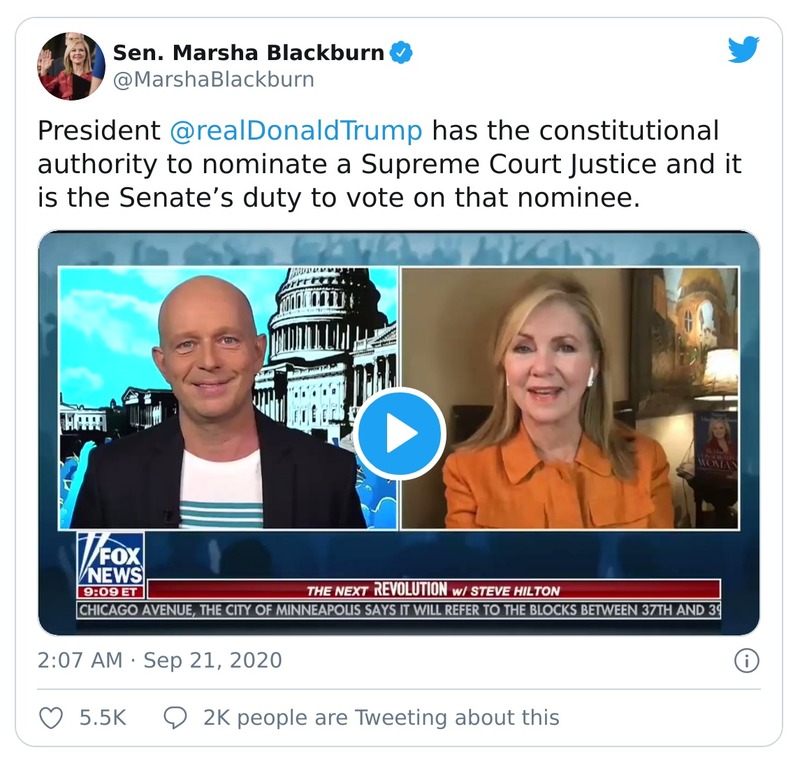 Sen. Marsha Blackburn
@MarshaBlackburn
President @realDonaldTrump has the constitutional
authority to nominate a Supreme Court Justice and it
is the Senate’s duty to vote on that nominee.
WOMAN
FOX
NEWS
9:09 ET
THE NEXT REVOLUTION w/ STEVE HILTON
CHICAGO AVENUE, THE CITY OF MINNEAPOLIS SAYS IT WILL REFER TO THE BLOCKS BETWEEN 37TH AND 39
2:07 AM · Sep 21, 2020
5.5K
2K people are Tweeting about this